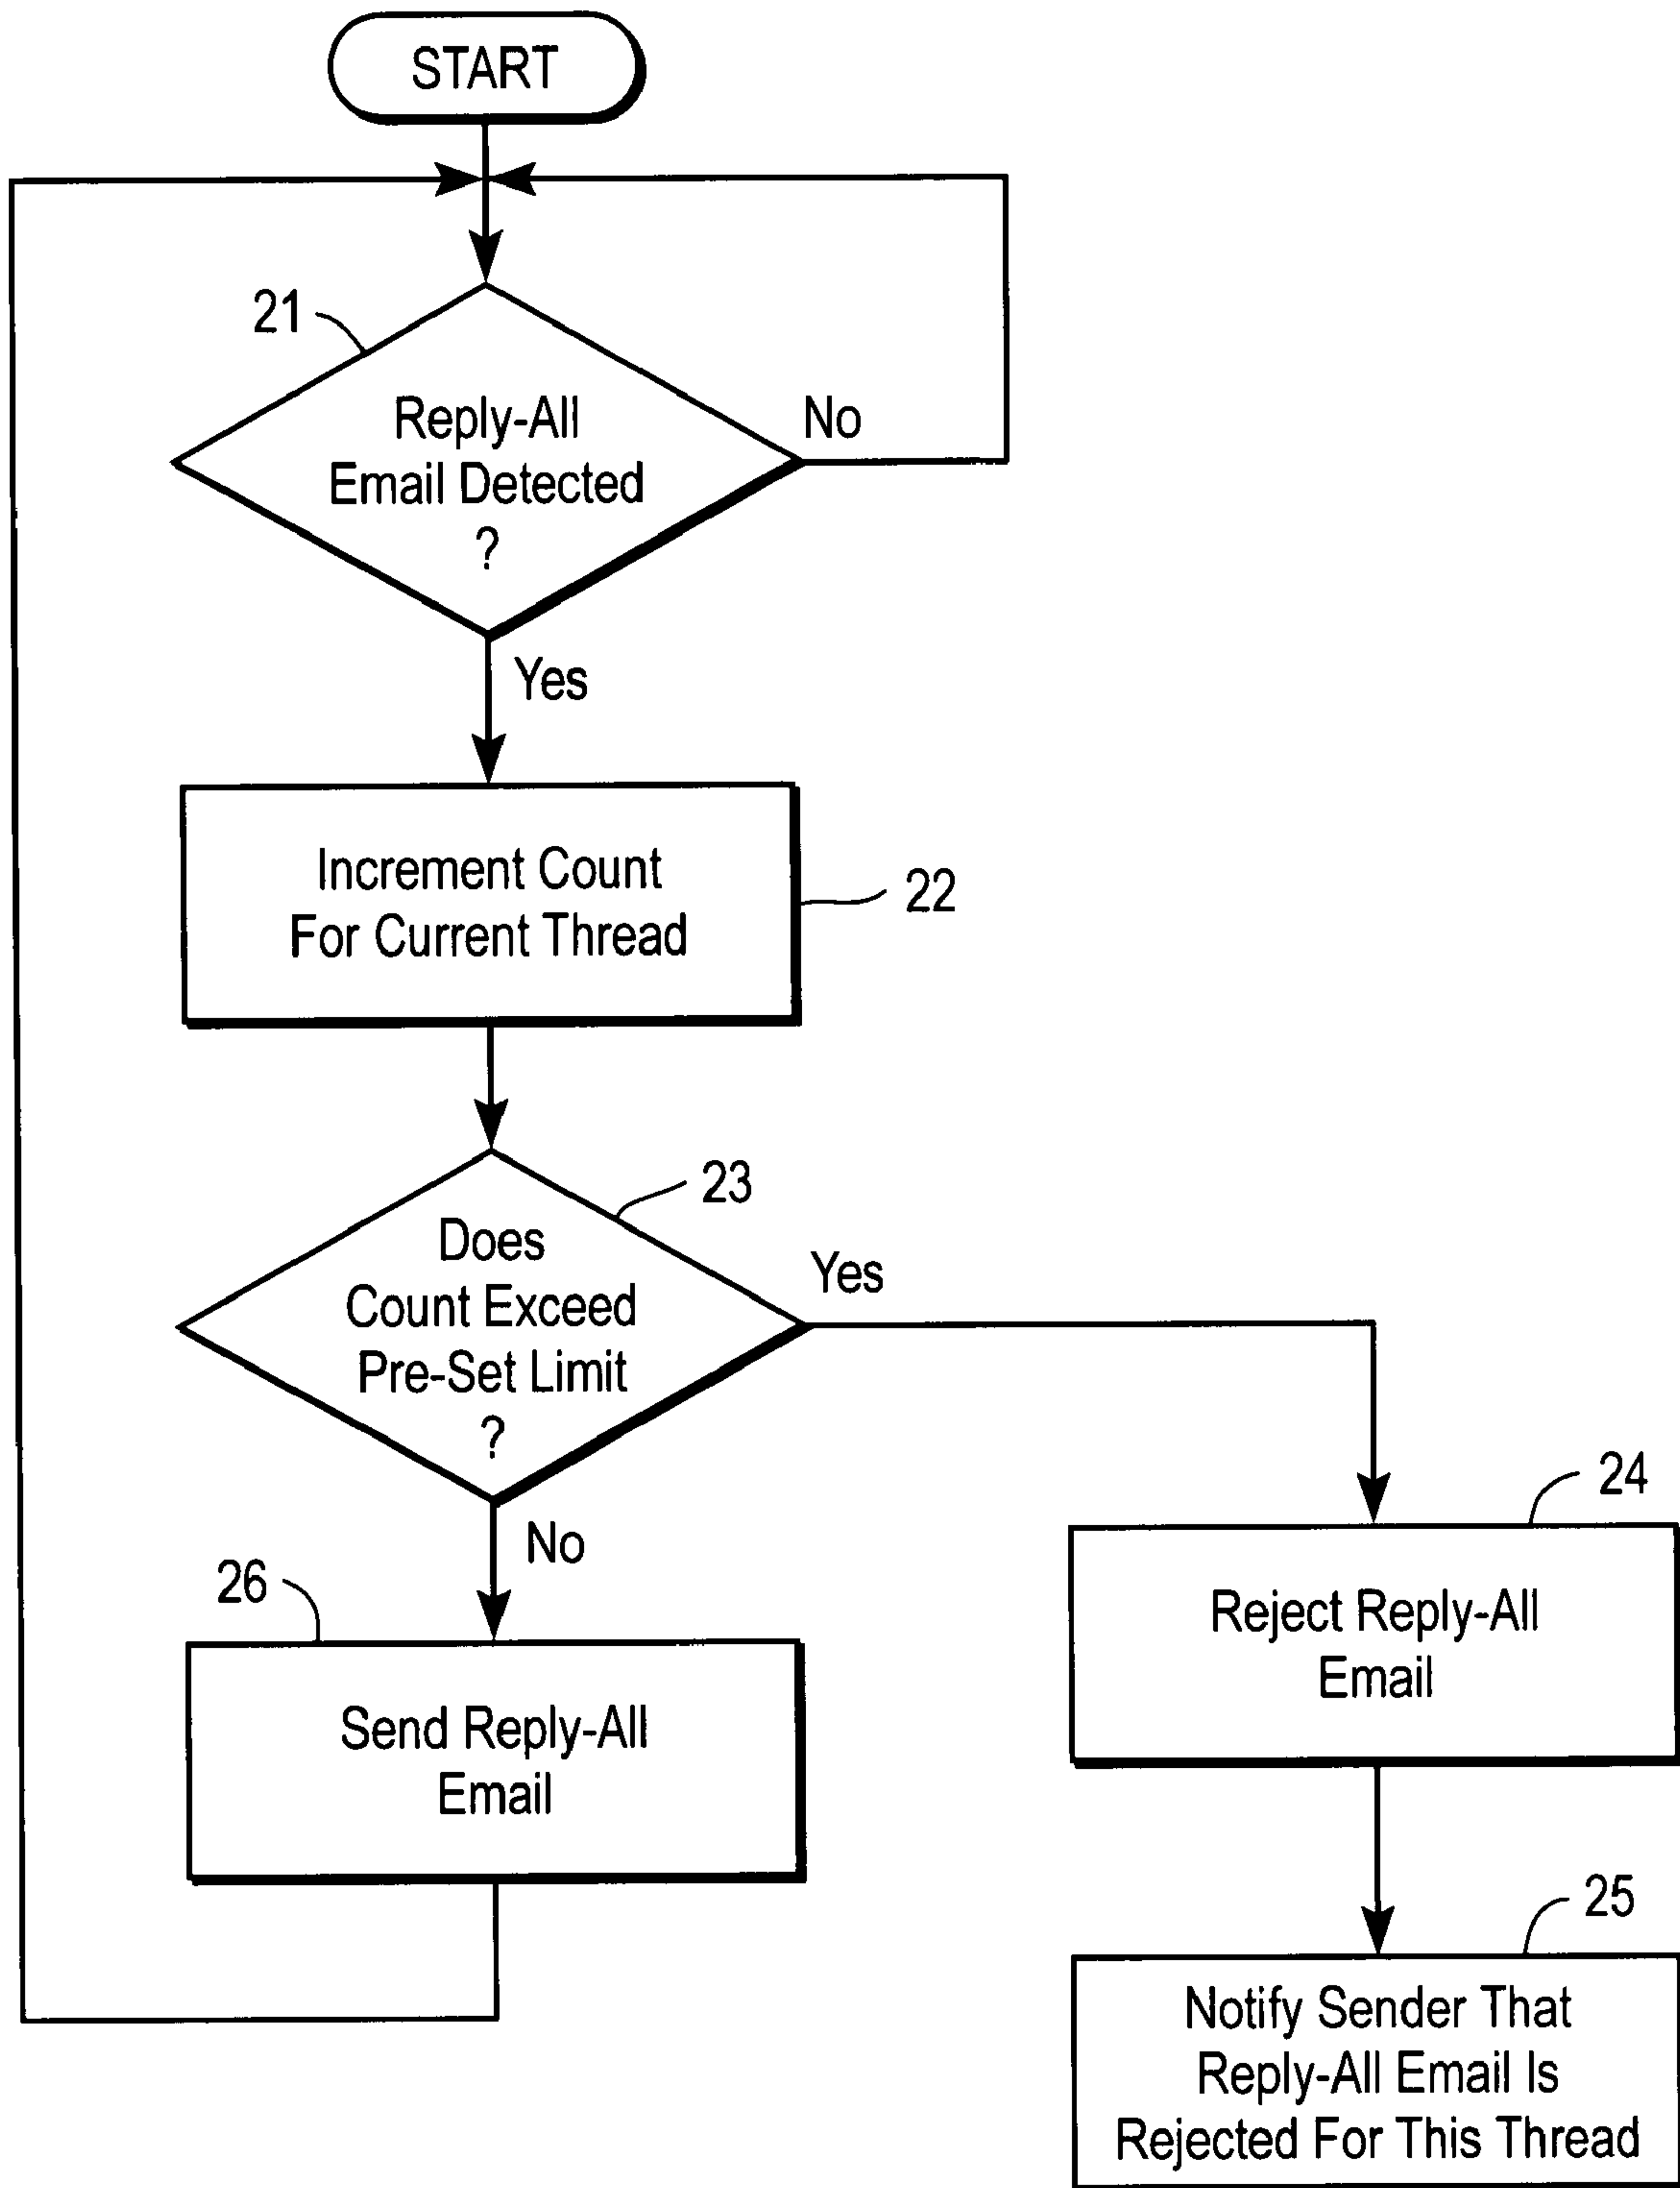 START
21
Reply-All
Email Detected
?
No
Yes
Increment Count
For Current Thread
22
23
Does
Count Exceed
Pre-Set Limit
?
Yes
No
24
Reject Reply-All
Email
26
Send Reply-All
Email
25
Notify Sender That
Reply-All Email Is
Rejected For This Thread